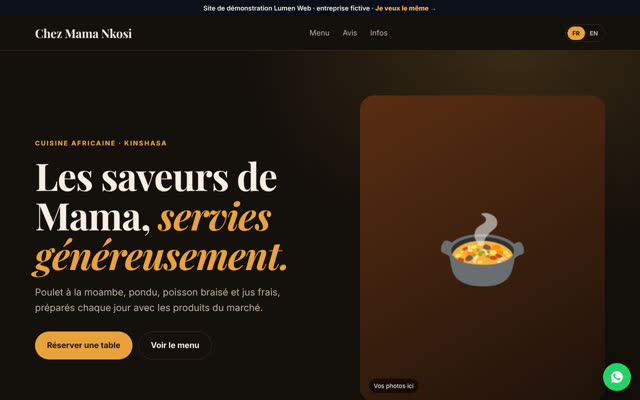 Site de démonstration Lumen Web · entreprise fictive · Je veux le même →
Chez Mama Nkosi
Menu Avis Infos
FR EN
CUISINE AFRICAINE · KINSHASA
Les saveurs de
Mama, servies
généreusement.
Poulet à la moambe, pondu, poisson braisé et jus frais,
préparés chaque jour avec les produits du marché.
Réserver une table Voir le menu
Vos photos ici